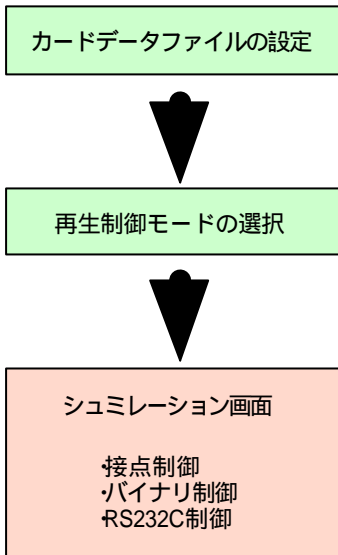 カードデータファイルの設定
再生制御モードの選択
シュミレーション画面
･接点制御
･バイナリ制御
･RS232C制御